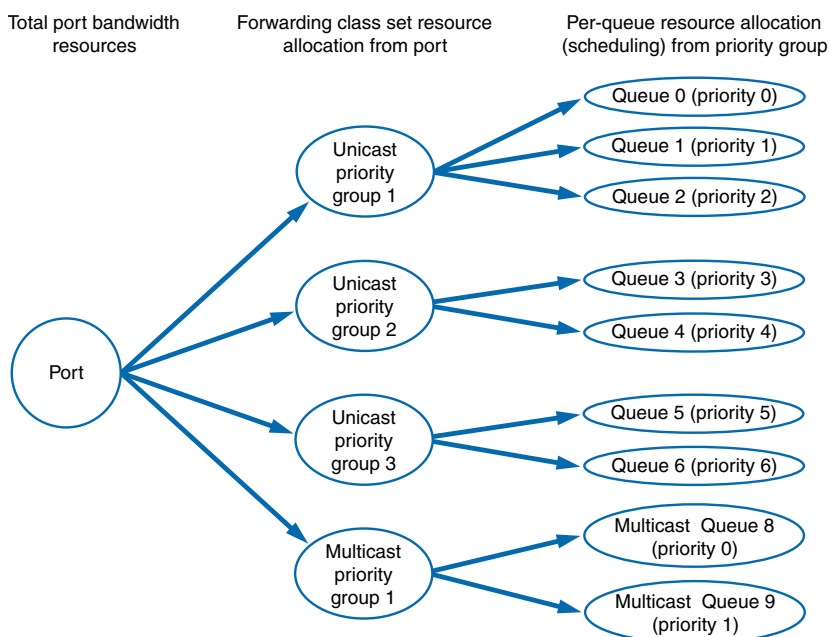 Total port bandwidth
resources
Forwarding class set resource
allocation from port
Per-queue resource allocation
(scheduling) from priority group
Port
Unicast
priority
group 1
Unicast
priority
group 2
Unicast
priority
group 3
Multicast
priority
group 1
Queue 0 (priority 0)
Queue 1 (priority 1)
Queue 2 (priority 2)
Queue 3 (priority 3)
Queue 4 (priority 4)
Queue 5 (priority 5)
Queue 6 (priority 6)
Multicast Queue 8
(priority 0)
Multicast Queue 9
(priority 1)